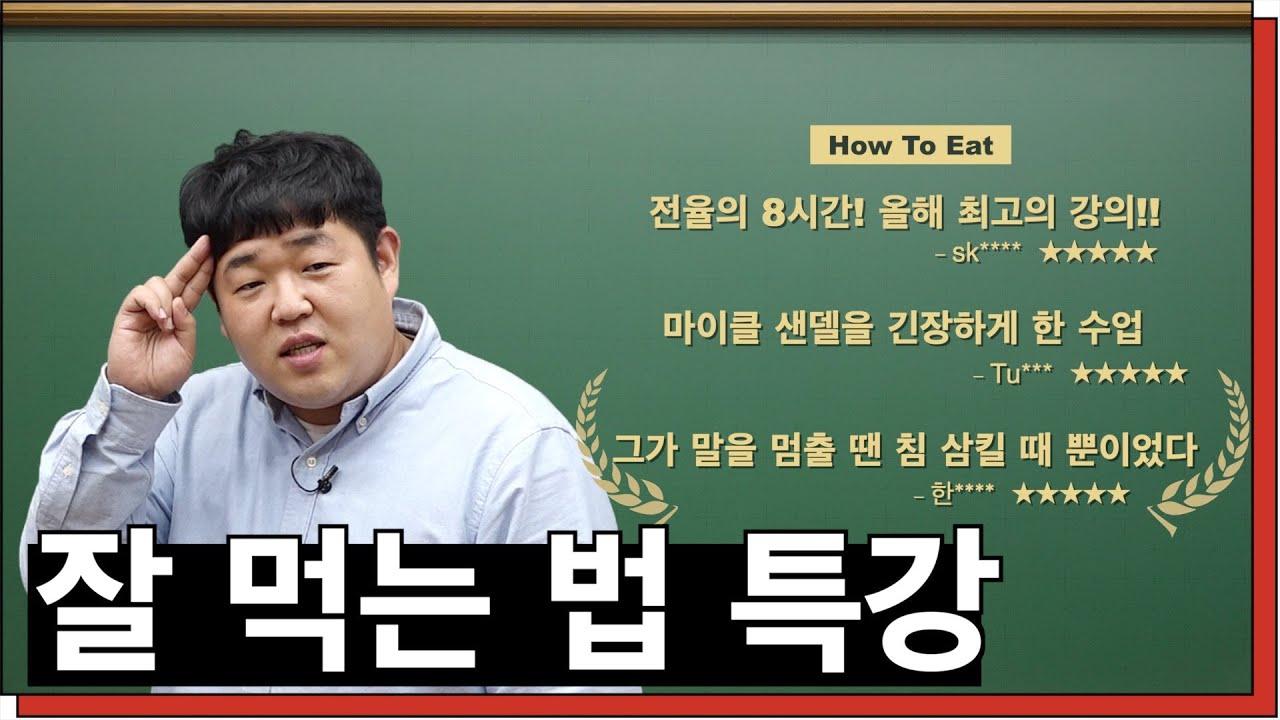 How To Eat
전율의 8시간! 올해 최고의 강의!!
– sk**** ★★★★★
마이클 샌델을 긴장하게 한 수업
– Tu*** ★★★★★
그가 말을 멈출 땐 침 삼킬 때 뿐이었다
– 한**** ★★★★★
잘 먹는 법 특강